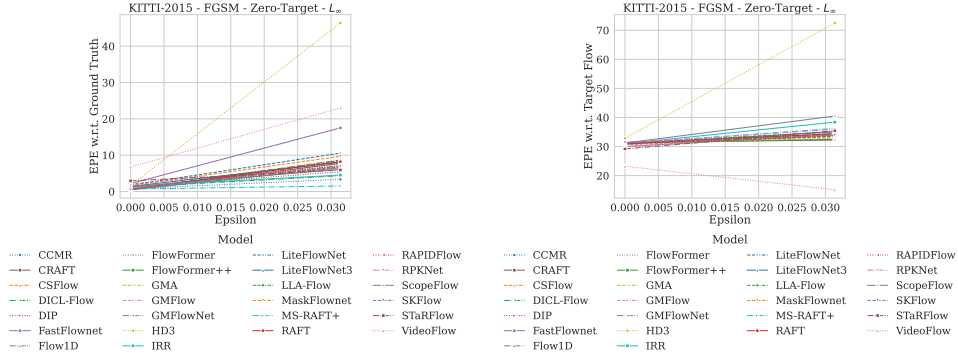 KITTI-2015 - FGSM - Zero-Target - L∞
EPE w.r.t. Ground Truth
40
30
20
10
0
0.000 0.005 0.010 0.015 0.020 0.025 0.030
Epsilon
Model
CCMR FlowFormer LiteFlowNet RAPIDFlow
CRAFT FlowFormer++ LiteFlowNet3 RPKNet
CSFlow GMA LLA-Flow ScopeFlow
DICL-Flow GMFlow MaskFlownet SKFlow
DIP GMFlowNet MS-RAFT+ STaRFlow
FastFlownet HD3 RAFT VideoFlow
Flow1D IRR
KITTI-2015 - FGSM - Zero-Target - L∞
EPE w.r.t. Target Flow
70
60
50
40
30
20
0.000 0.005 0.010 0.015 0.020 0.025 0.030
Epsilon
Model
CCMR FlowFormer LiteFlowNet RAPIDFlow
CRAFT FlowFormer++ LiteFlowNet3 RPKNet
CSFlow GMA LLA-Flow ScopeFlow
DICL-Flow GMFlow MaskFlownet SKFlow
DIP GMFlowNet MS-RAFT+ STaRFlow
FastFlownet HD3 RAFT VideoFlow
Flow1D IRR